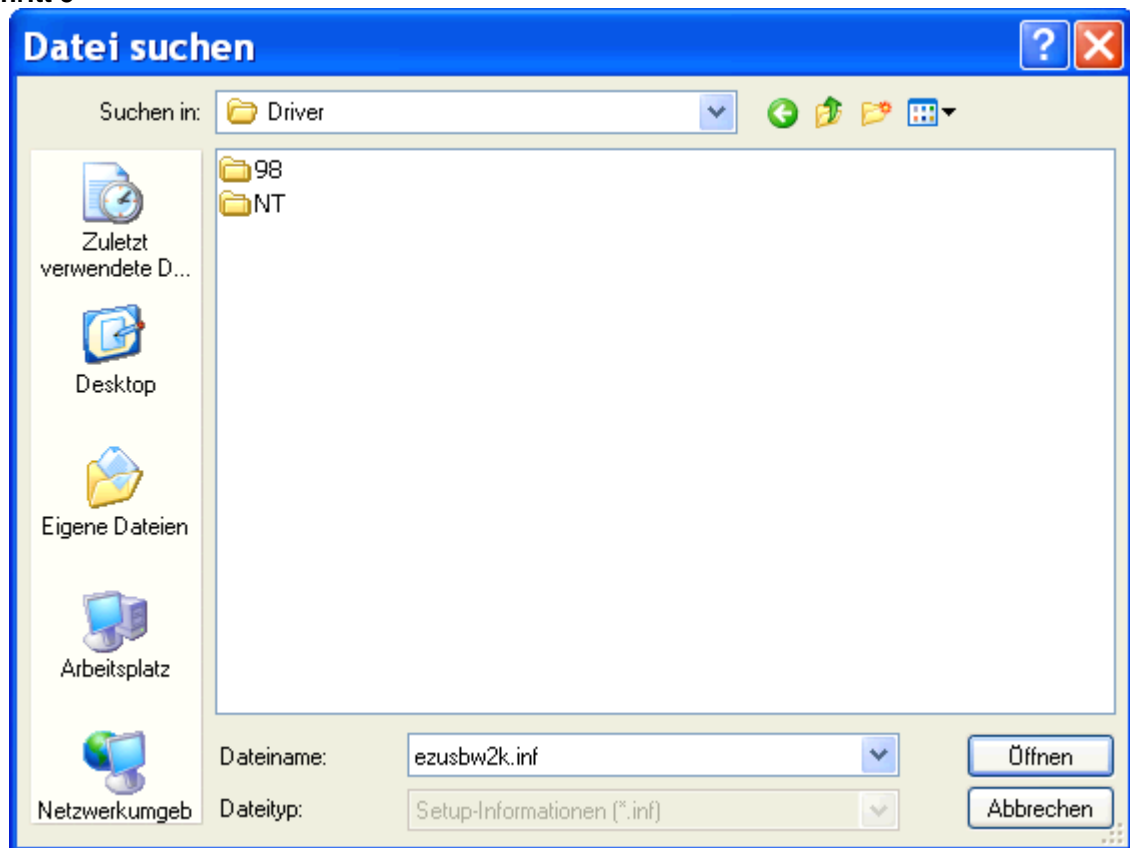 Datei suchen
Suchen in:
Driver
98
NT
Zuletzt
verwendete D...
Desktop
Eigene Dateien
Arbeitsplatz
Netzwerkumgeb
Dateiname:
ezusbw2k.inf
Öffnen
Dateityp:
Setup-Informationen (*.inf)
Abbrechen